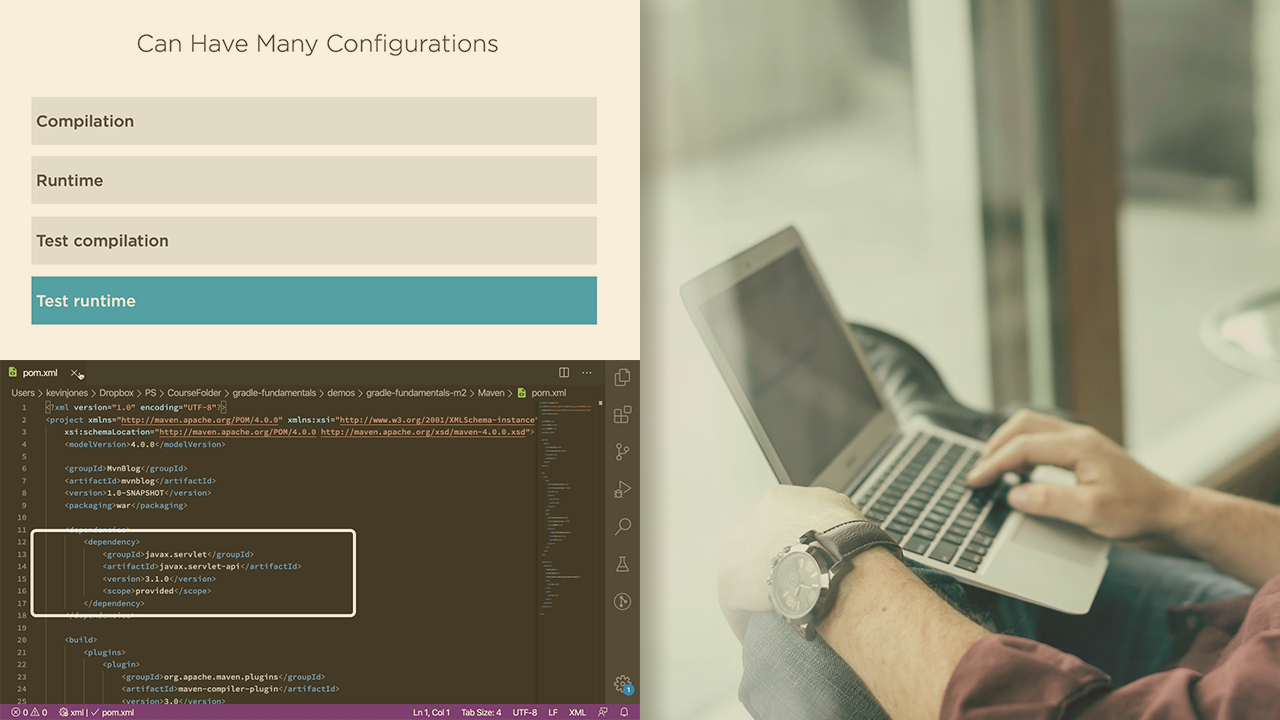 Can Have Many Configurations
Compilation
Runtime
Test compilation
Test runtime
pom.xml
Users > kevinjones > Dropbox > PS > CourseFolder > gradle-fundamentals > demos > gradle-fundamentals-m2 > Maven > pom.xml
1 <?xml version="1.0" encoding="UTF-8"?>
2 <project xmlns="http://maven.apache.org/POM/4.0.0" xmlns:xsi="http://www.w3.org/2001/XMLSchema-instance"
3 xsi:schemaLocation="http://maven.apache.org/POM/4.0.0 http://maven.apache.org/xsd/maven-4.0.0.xsd">
4 <modelVersion>4.0.0</modelVersion>
5
6 <groupId>MvnBlog</groupId>
7 <artifactId>mvnblog</artifactId>
8 <version>1.0-SNAPSHOT</version>
9 <packaging>war</packaging>
10
11 <dependencies>
12 <dependency>
13 <groupId>javax.servlet</groupId>
14 <artifactId>javax.servlet-api</artifactId>
15 <version>3.1.0</version>
16 <scope>provided</scope>
17 </dependency>
18 </dependencies>
19
20 <build>
21 <plugins>
22 <plugin>
23 <groupId>org.apache.maven.plugins</groupId>
24 <artifactId>maven-compiler-plugin</artifactId>
25 <version>3.0</version>
1
0 0 xml | pom.xml Ln 1, Col 1 Tab Size: 4 UTF-8 LF XML